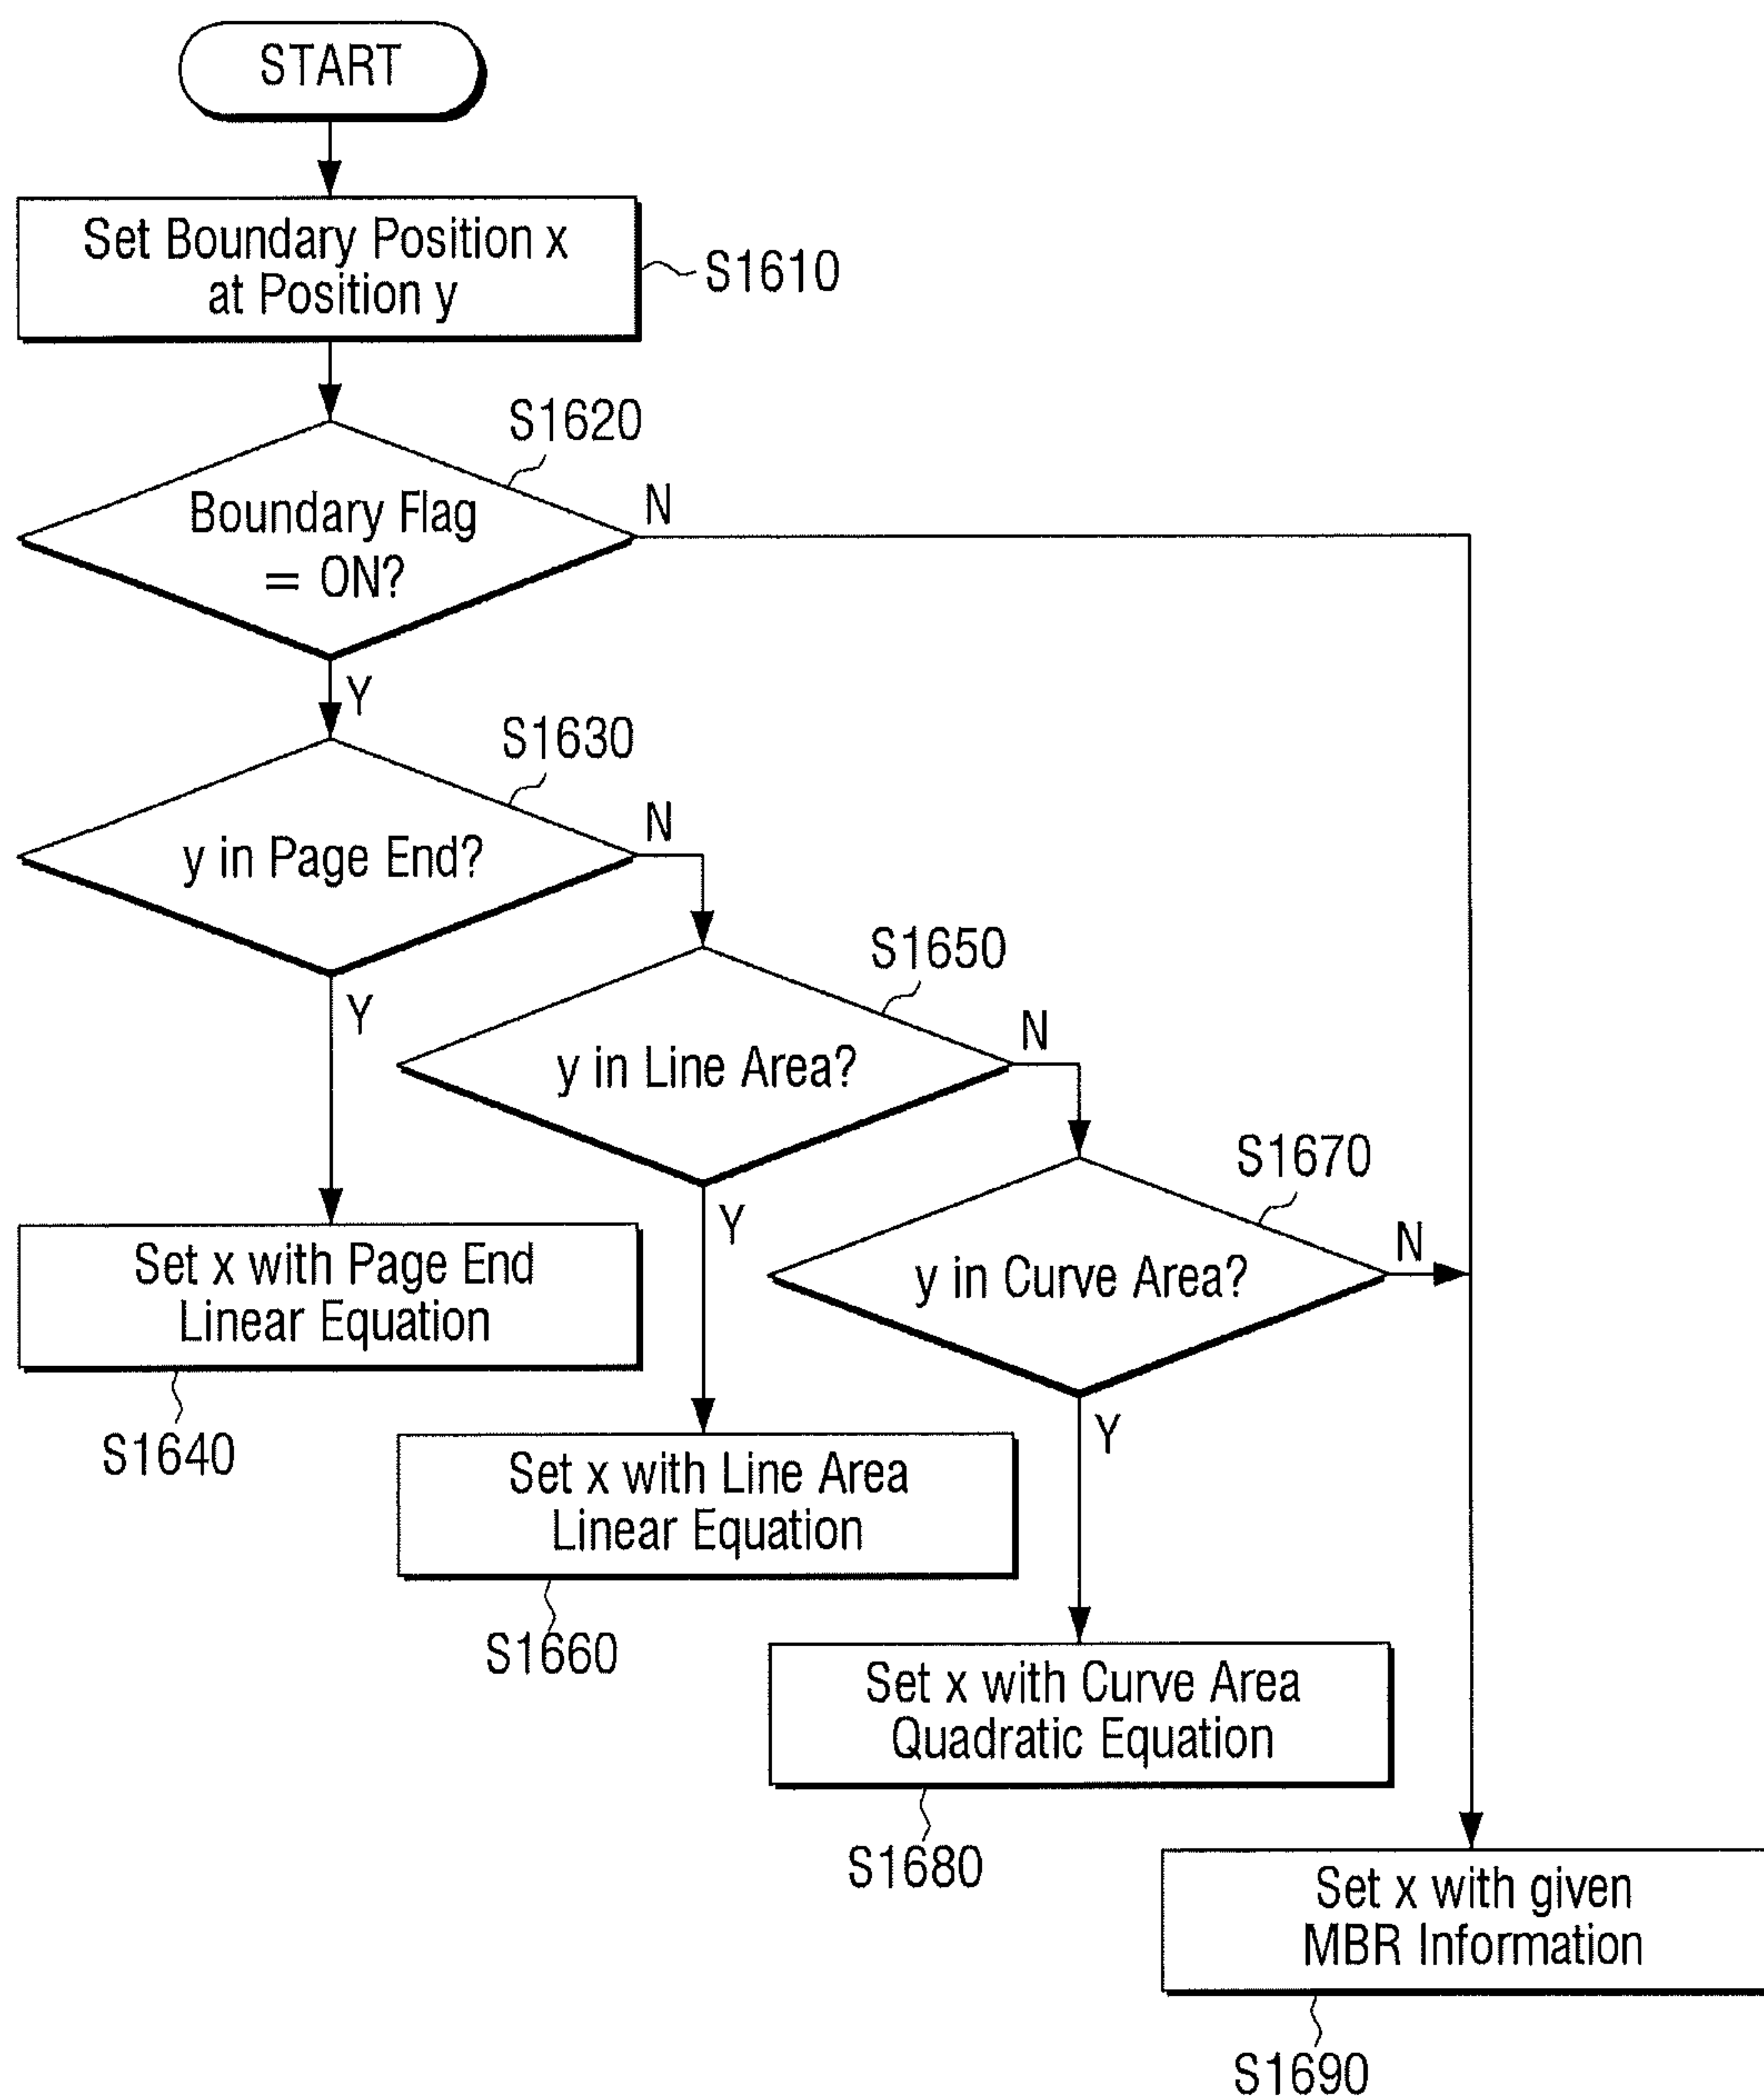 START
Set Boundary Position x
at Position y
S1610
S1620
Boundary Flag
= ON?
N
Y
S1630
y in Page End?
N
Y
S1650
y in Line Area?
N
Y
S1670
y in Curve Area?
N
Y
Set x with Page End
Linear Equation
S1640
Set x with Line Area
Linear Equation
S1660
Set x with Curve Area
Quadratic Equation
S1680
Set x with given
MBR Information
S1690